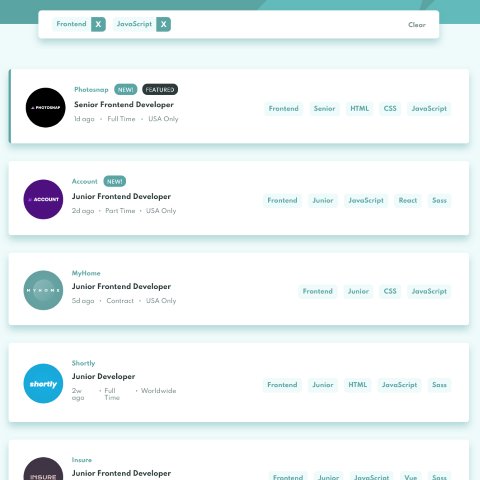 Frontend X JavaScript X Clear
PHOTOSNAP
Photosnap NEW! FEATURED
Senior Frontend Developer
1d ago • Full Time • USA Only
Frontend Senior HTML CSS JavaScript
ACCOUNT
Account NEW!
Junior Frontend Developer
2d ago • Part Time • USA Only
Frontend Junior JavaScript React Sass
MYHOME
MyHome
Junior Frontend Developer
5d ago • Contract • USA Only
Frontend Junior CSS JavaScript
shortly
Shortly
Junior Developer
2w ago • Full Time • Worldwide
Frontend Junior HTML JavaScript Sass
INSURE
Insure
Junior Frontend Developer
Frontend Junior JavaScript Vue Sass